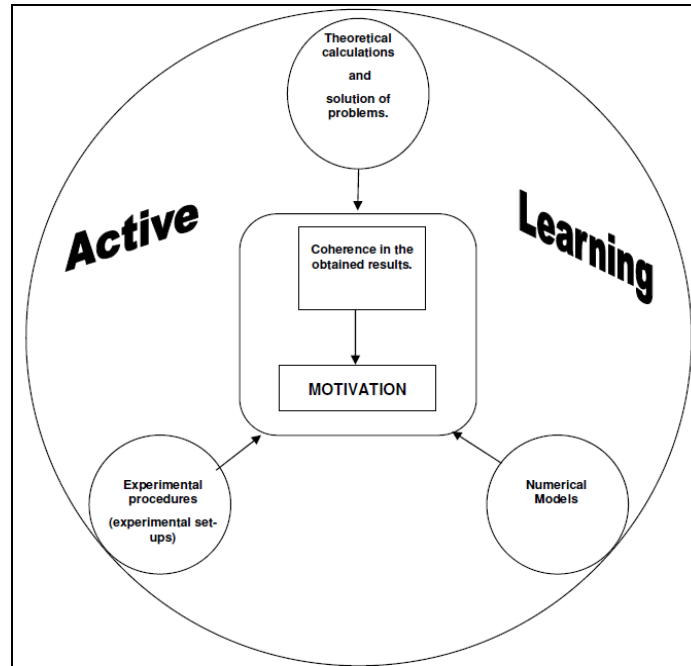 Theoretical
calculations
and
solution of
problems.
Active
Learning
Coherence in the
obtained results.
MOTIVATION
Experimental
procedures
(experimental set-
ups)
Numerical
Models